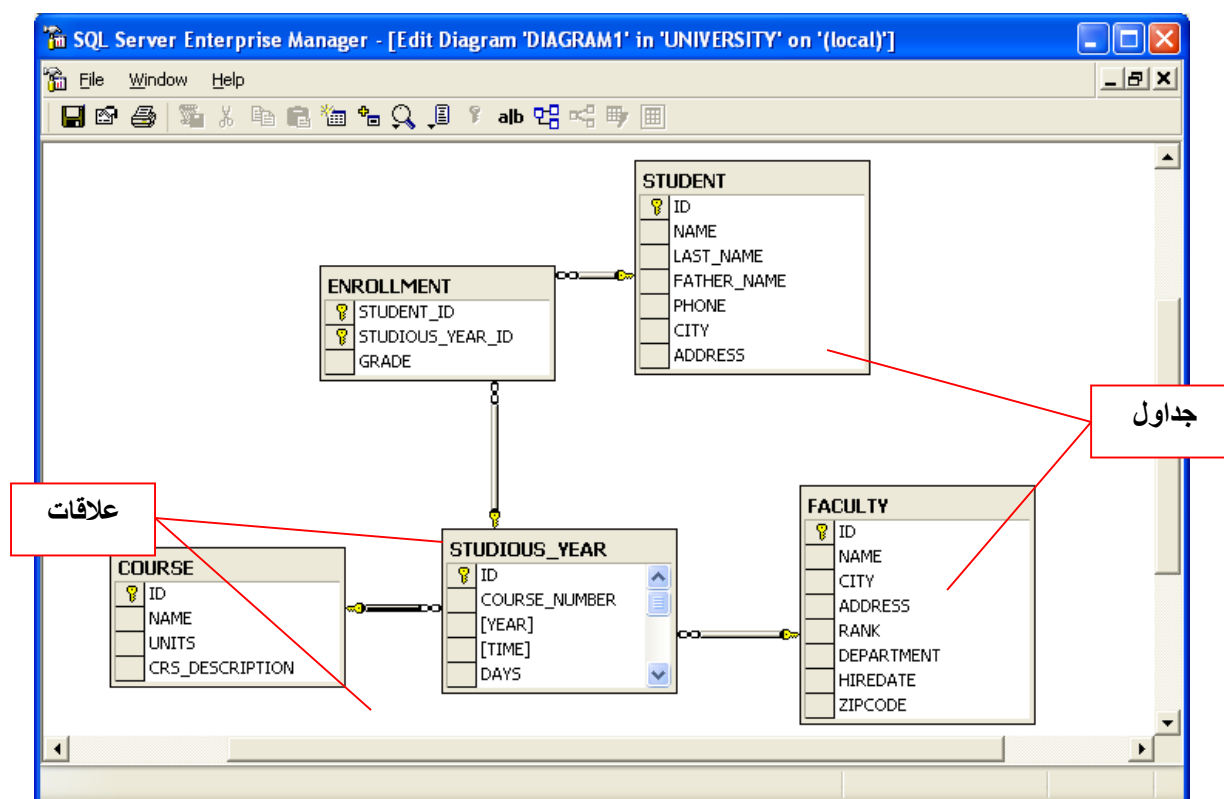 SQL Server Enterprise Manager - [Edit Diagram 'DIAGRAM1' in 'UNIVERSITY' on '(local)']
File Window Help
a|b
STUDENT
ID
NAME
LAST_NAME
FATHER_NAME
PHONE
CITY
ADDRESS
ENROLLMENT
STUDENT_ID
STUDIOUS_YEAR_ID
GRADE
جداول
علاقات
COURSE
ID
NAME
UNITS
CRS_DESCRIPTION
STUDIOUS_YEAR
ID
COURSE_NUMBER
[YEAR]
[TIME]
DAYS
FACULTY
ID
NAME
CITY
ADDRESS
RANK
DEPARTMENT
HIREDATE
ZIPCODE